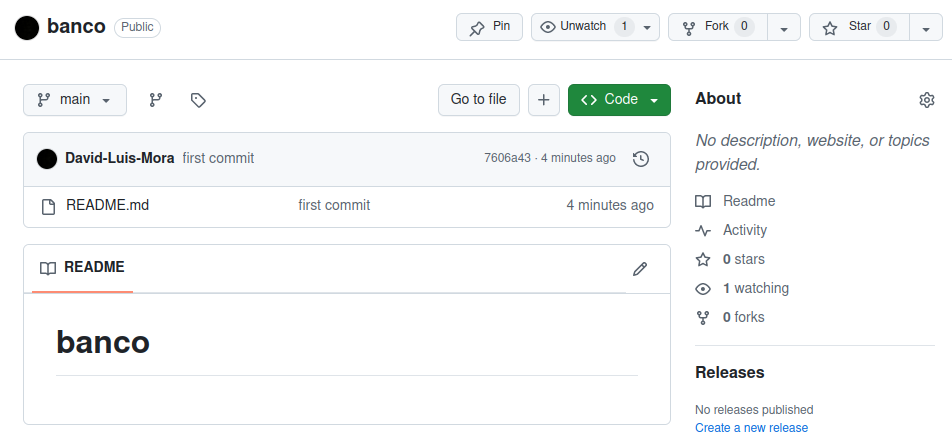 banco Public Pin Unwatch 1 Fork 0 Star 0
main Go to file + Code
David-Luis-Mora first commit 7606a43 · 4 minutes ago
README.md first commit 4 minutes ago
README
banco
About
No description, website, or topics
provided.
Readme
Activity
0 stars
1 watching
0 forks
Releases
No releases published
Create a new release